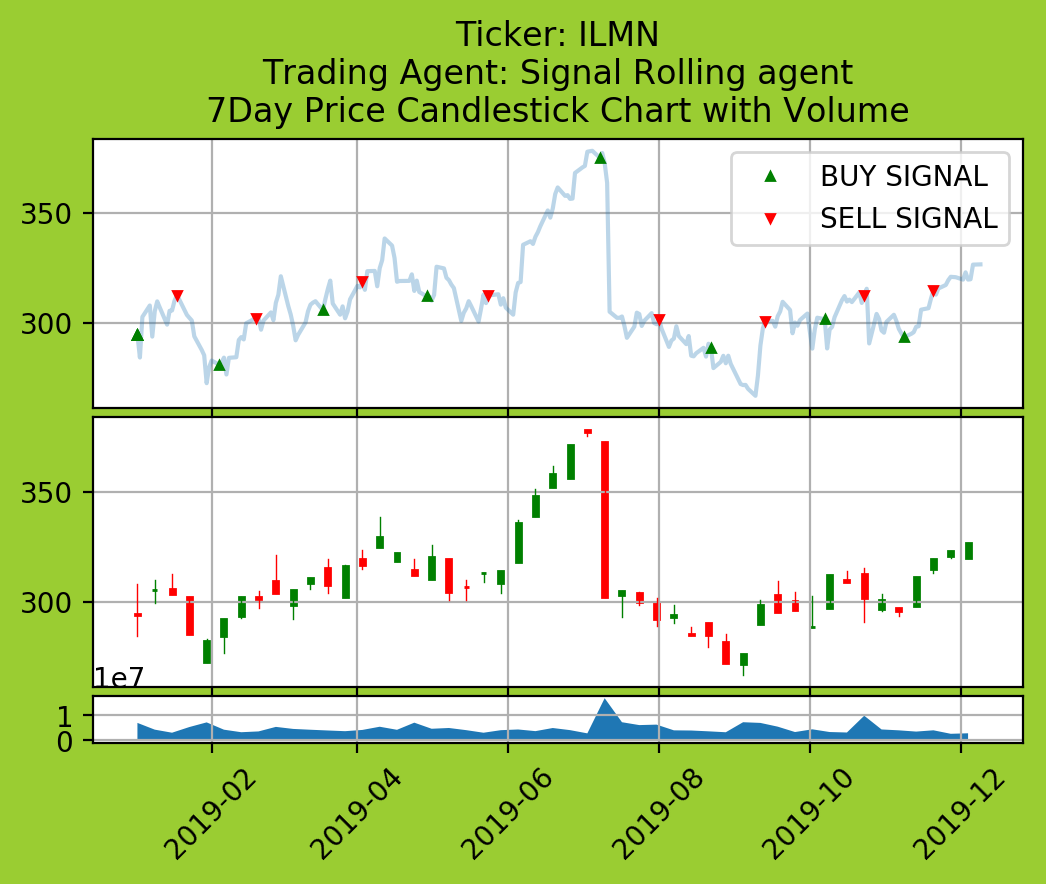 Ticker: ILMN
Trading Agent: Signal Rolling agent
7Day Price Candlestick Chart with Volume
BUY SIGNAL
SELL SIGNAL
350
300
350
300
1e7
1
0
2019-02
2019-04
2019-06
2019-08
2019-10
2019-12